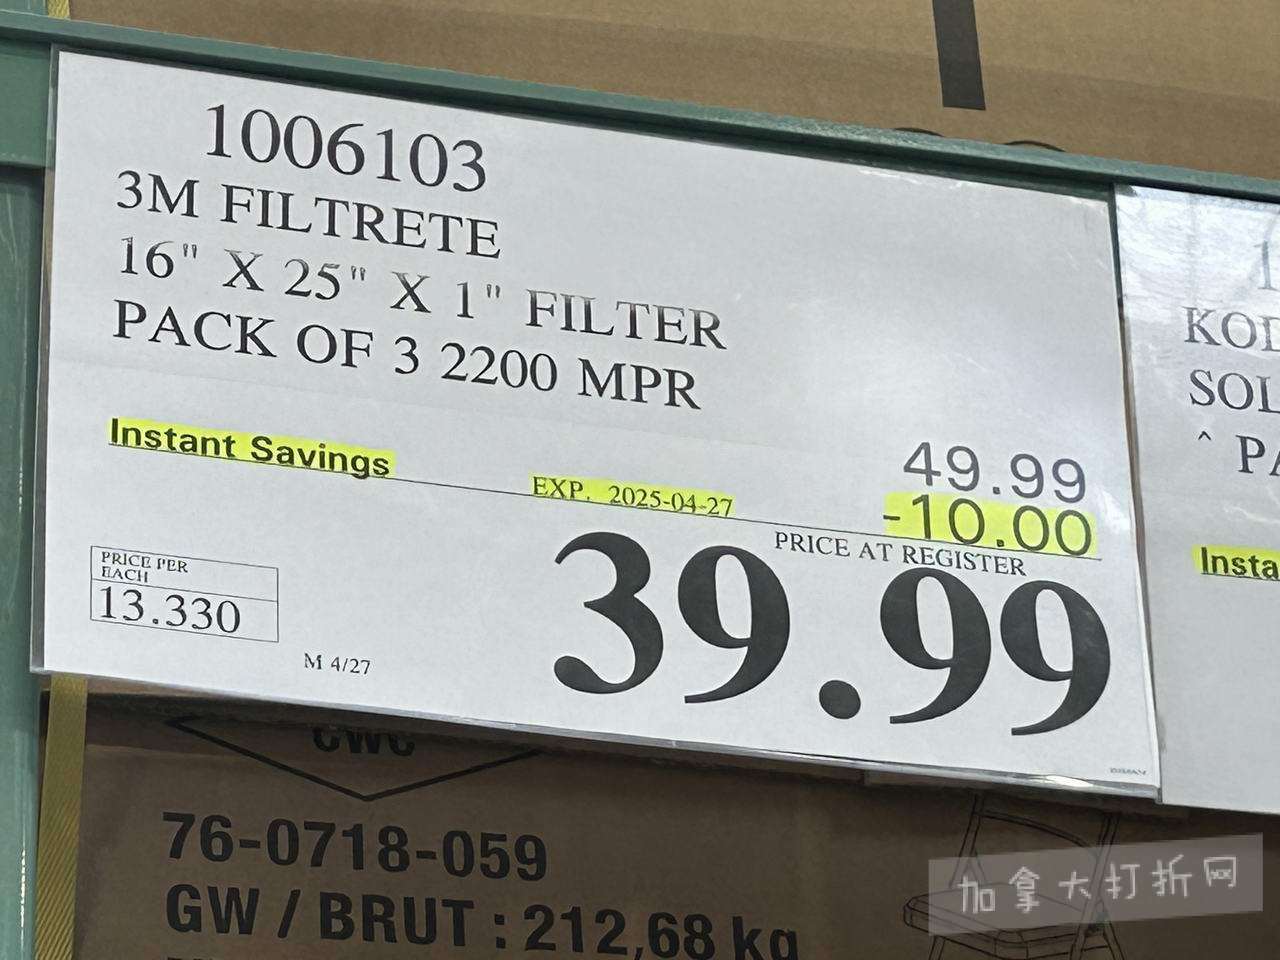 1006103
3M FILTRETE
16" X 25" X 1" FILTER
PACK OF 3 2200 MPR
Instant Savings
EXP. 2025-04-27
49.99
-10.00
PRICE AT REGISTER
39.99
PRICE PER
EACH
13.330
M 4/27
KOD
SOL
^ PA
Insta
CWC
76-0718-059
GW / BRUT : 212,68 kg
加拿大打折网